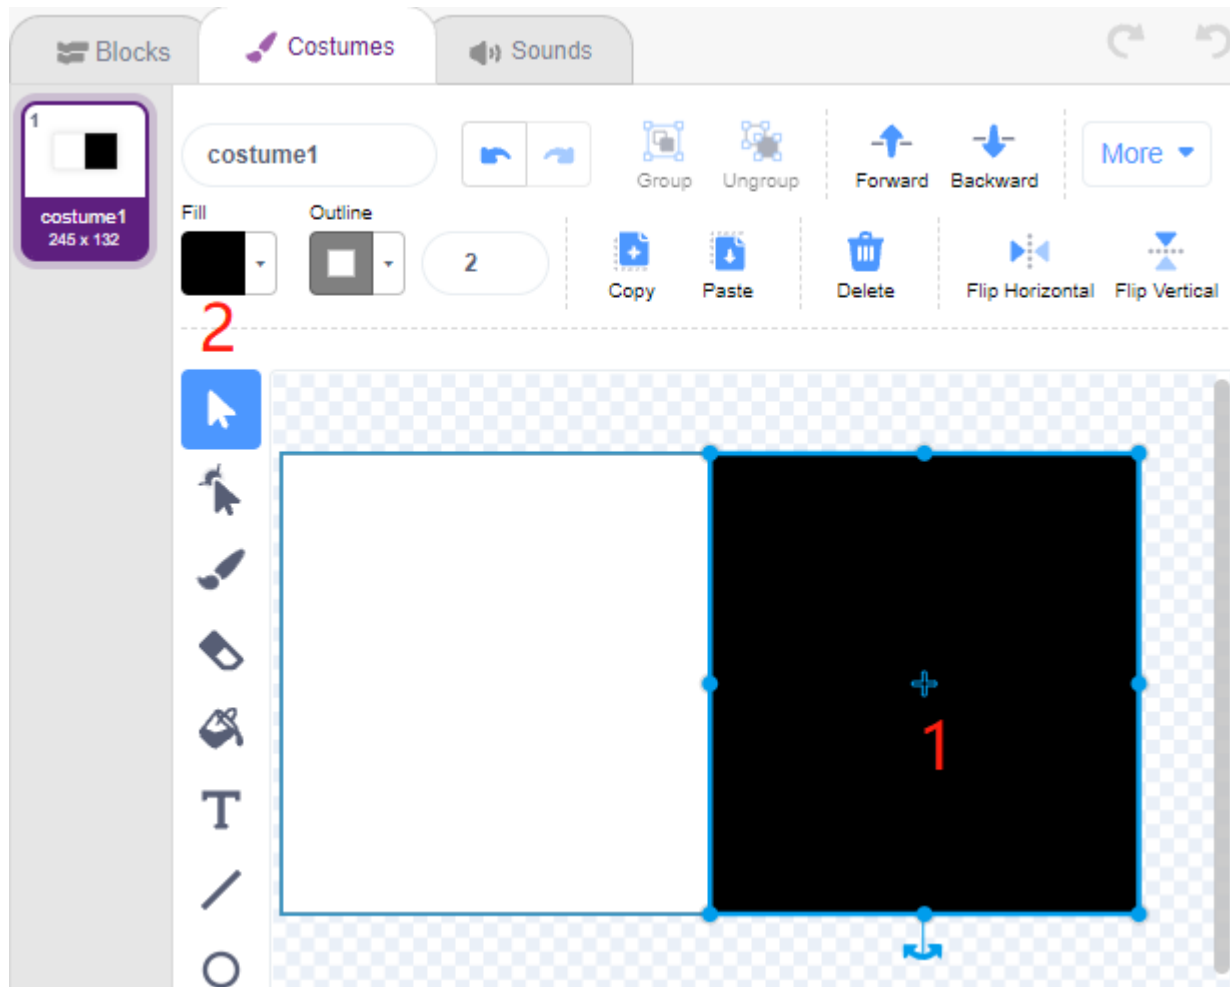 Blocks
Costumes
Sounds
1
costume1
245 x 132
costume1
Group
Ungroup
Forward
Backward
More
Fill
Outline
2
Copy
Paste
Delete
Flip Horizontal
Flip Vertical
2
T
1